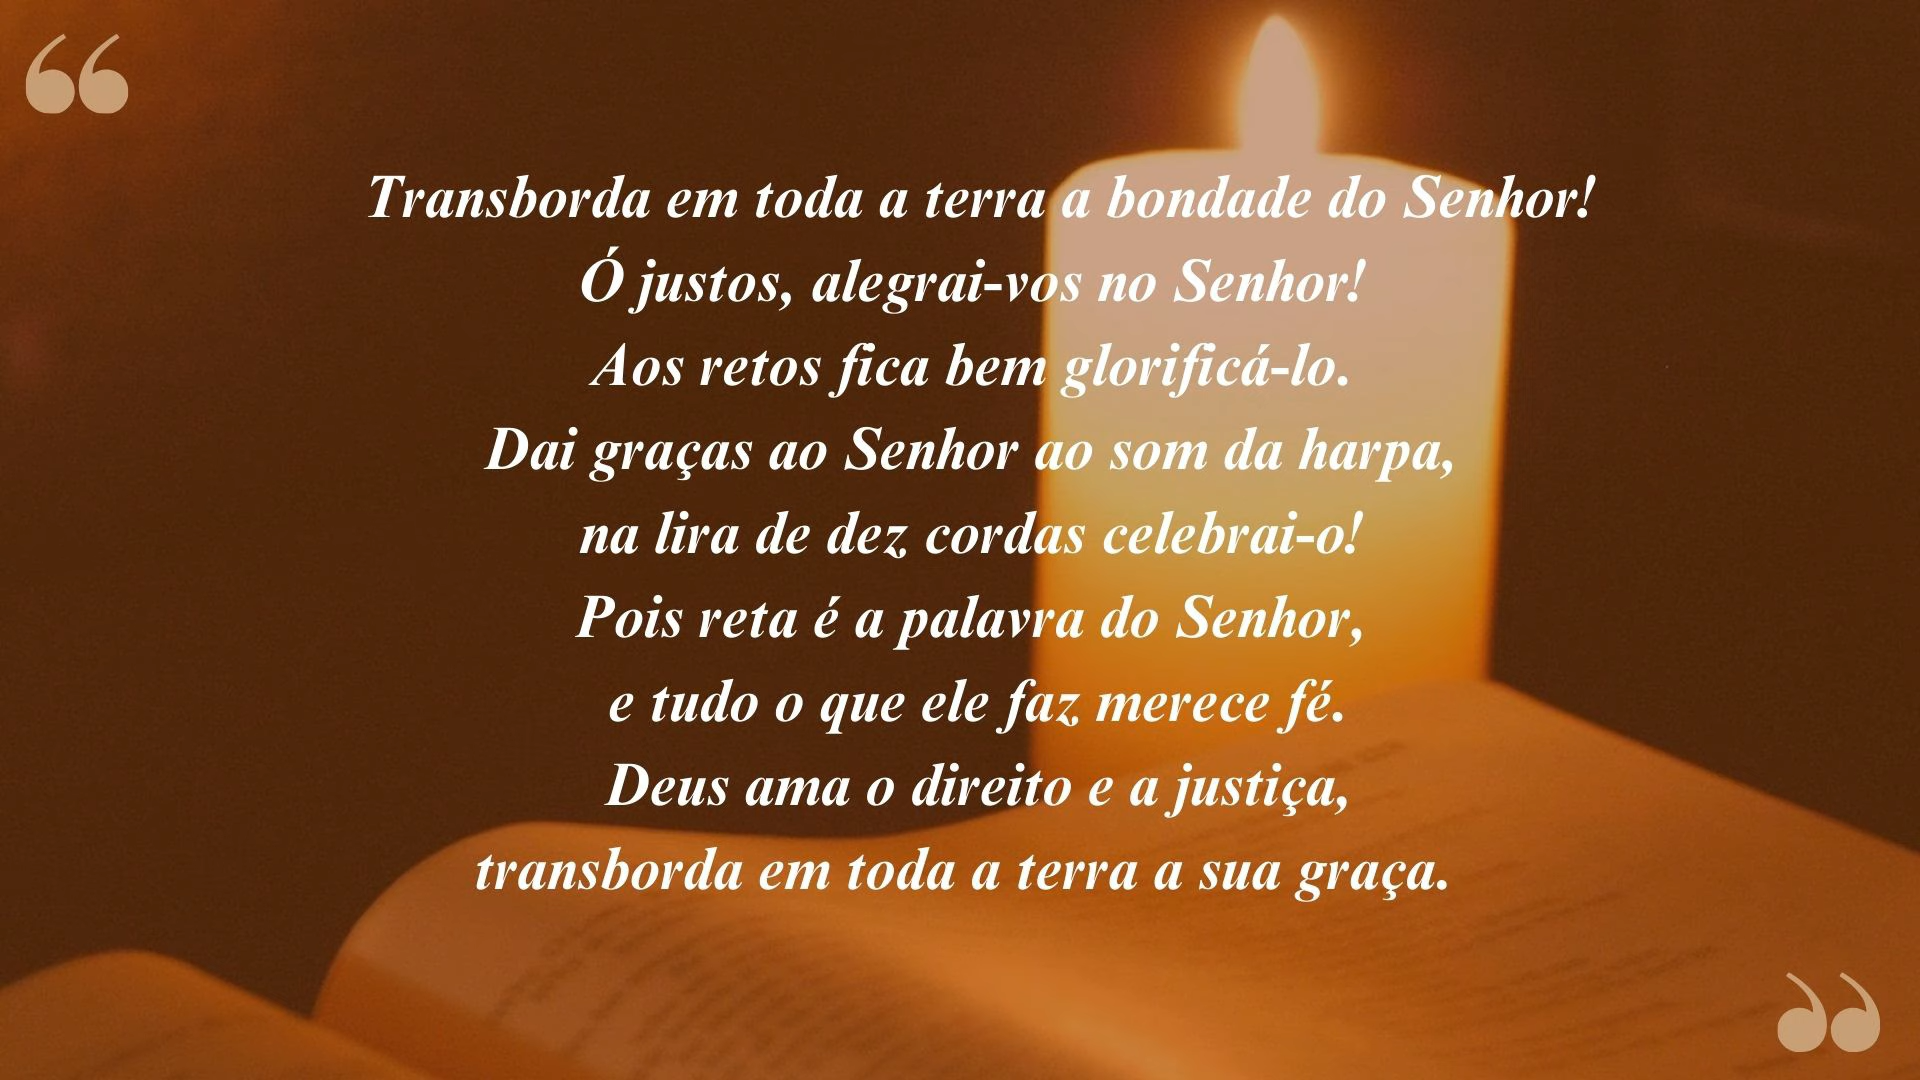 Transborda em toda a terra a bondade do Senhor!
Ó justos, alegrai-vos no Senhor!
Aos retos fica bem glorificá-lo.
Dai graças ao Senhor ao som da harpa,
na lira de dez cordas celebrai-o!
Pois reta é a palavra do Senhor,
e tudo o que ele faz merece fé.
Deus ama o direito e a justiça,
transborda em toda a terra a sua graça.